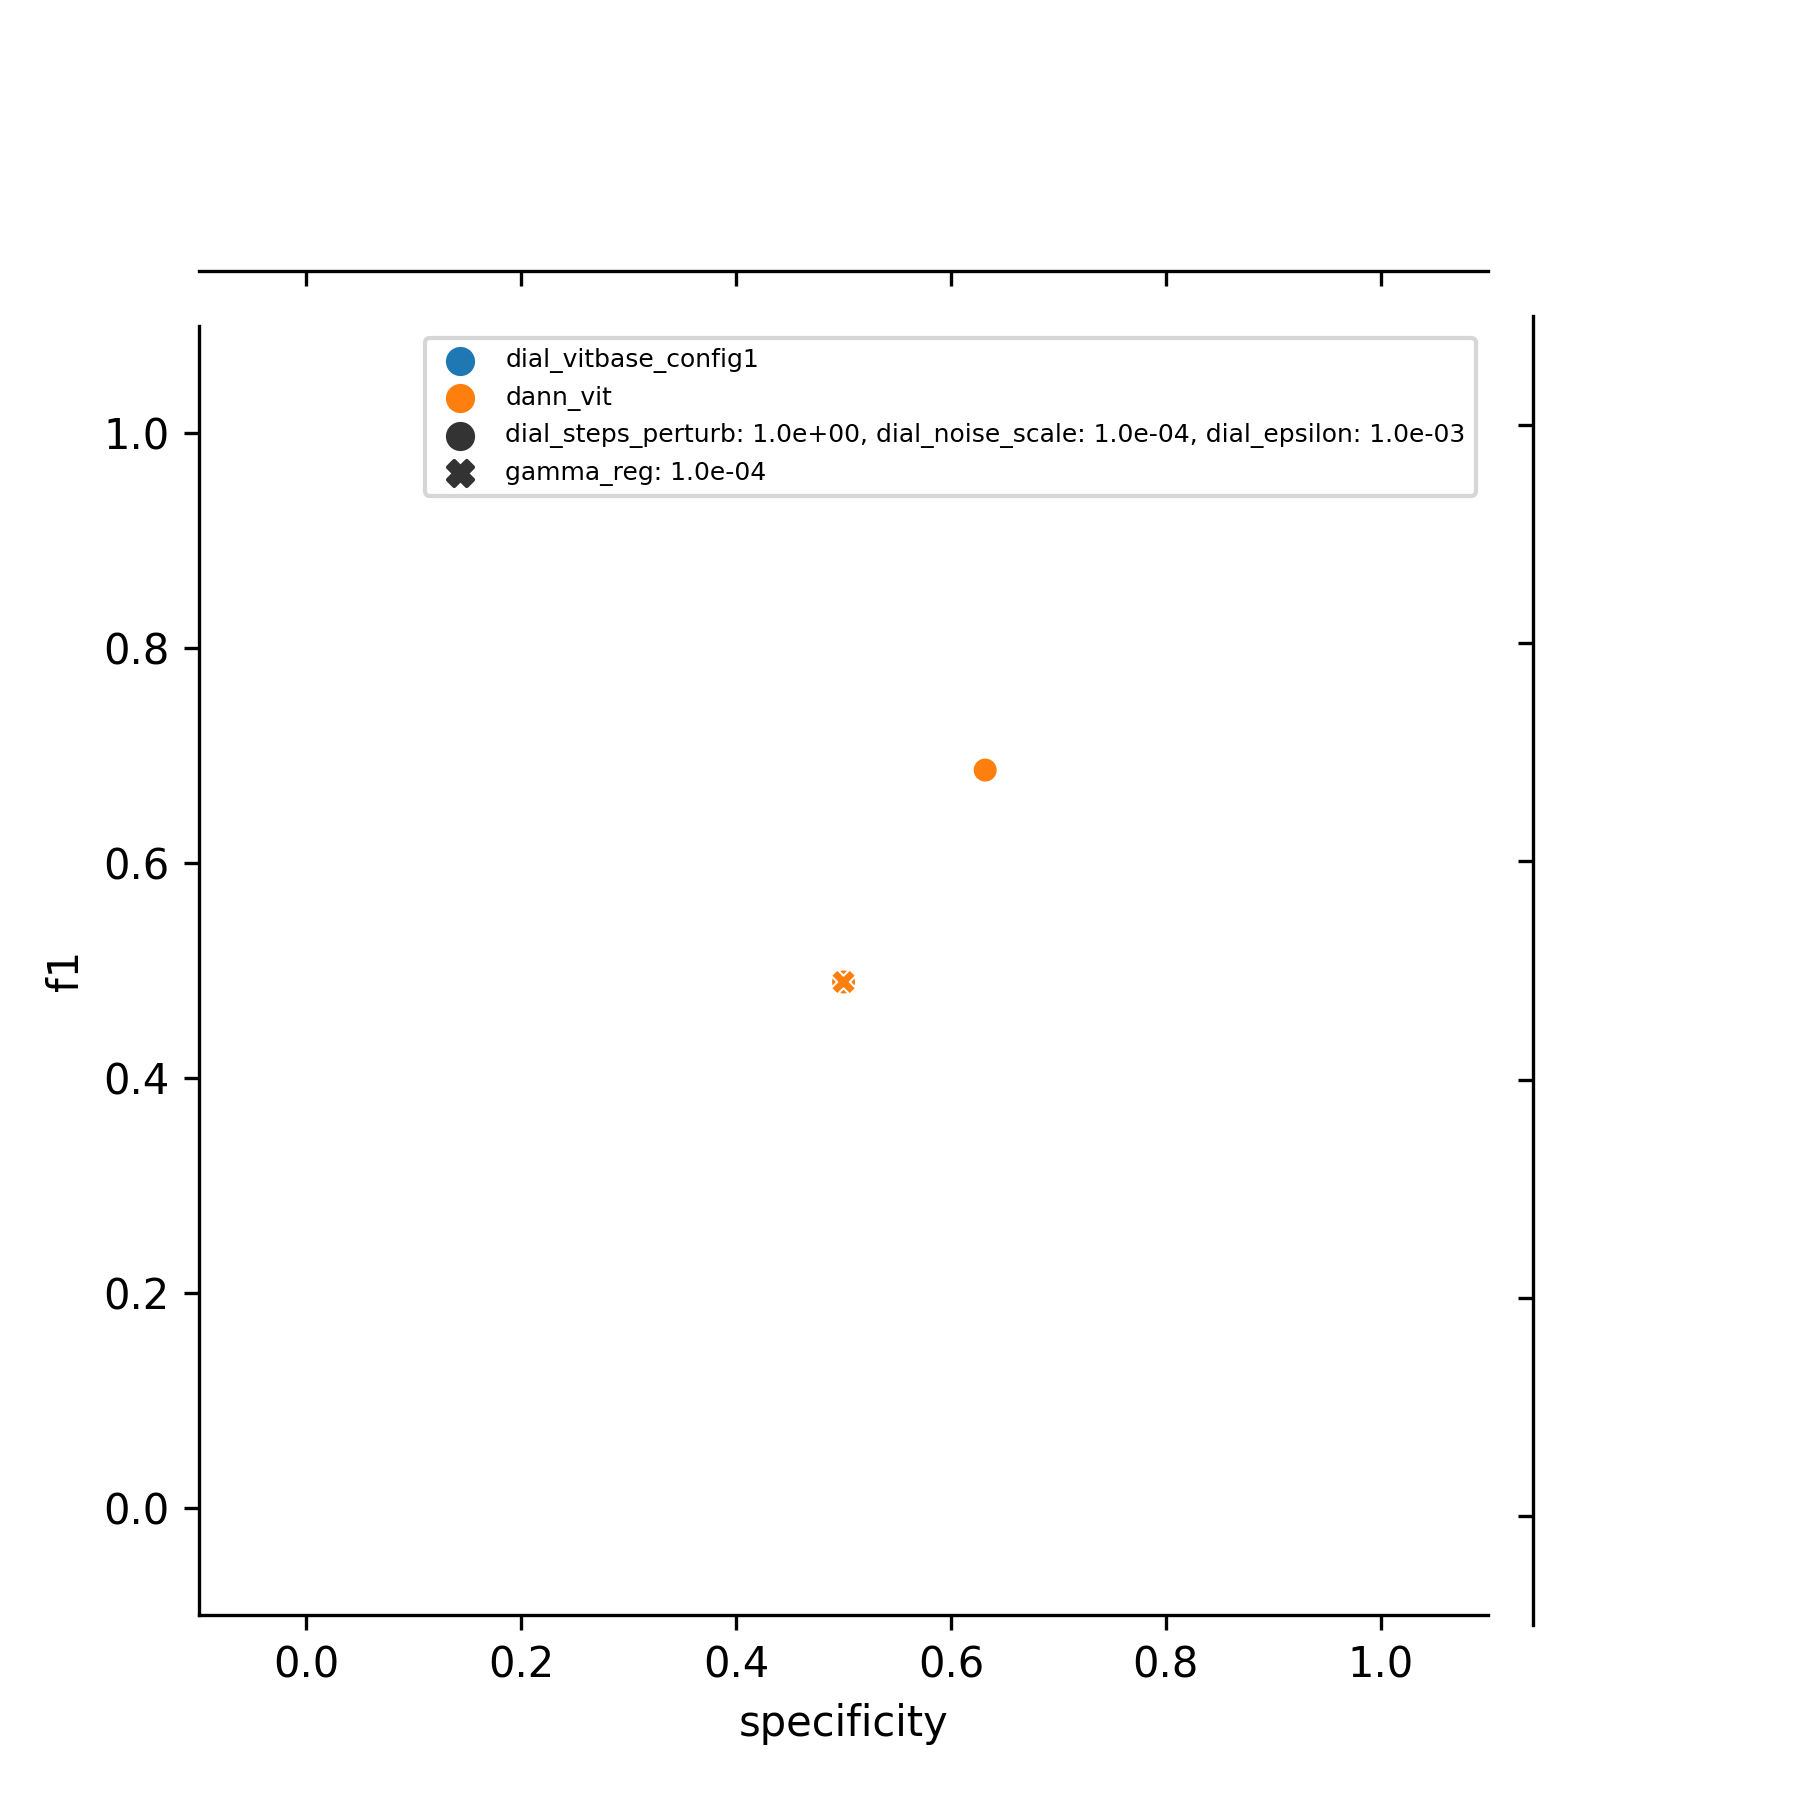 dial_vitbase_config1
dann_vit
dial_steps_perturb: 1.0e+00, dial_noise_scale: 1.0e-04, dial_epsilon: 1.0e-03
gamma_reg: 1.0e-04
1.0
0.8
0.6
0.4
0.2
0.0
f1
0.0 0.2 0.4 0.6 0.8 1.0
specificity